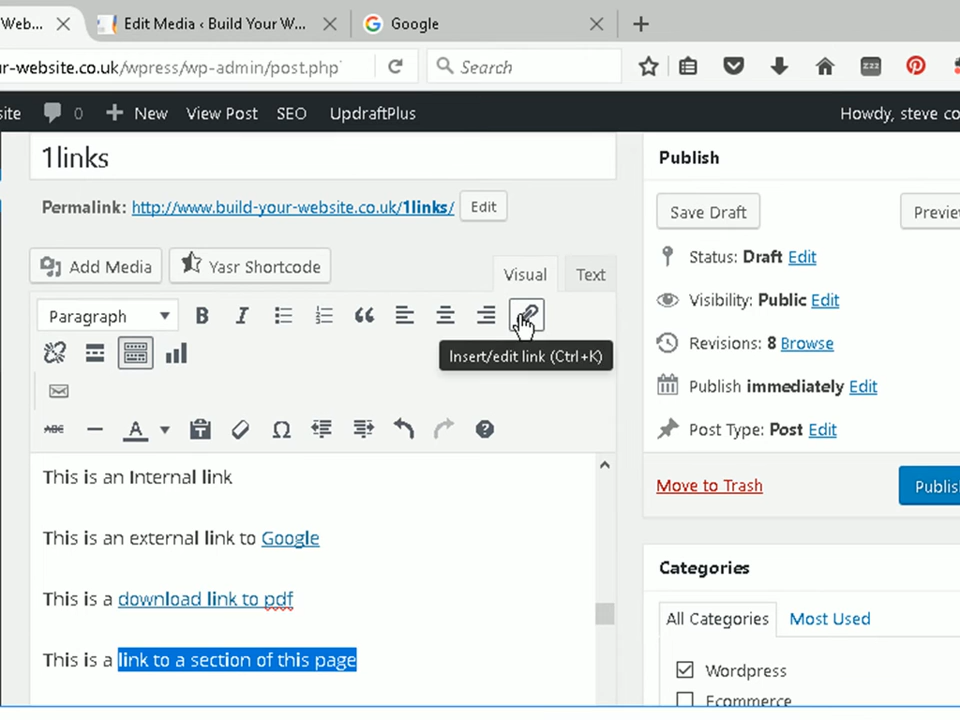 Web...
Edit Media ‹ Build Your W...
Google
r-website.co.uk/wpress/wp-admin/post.php
Search
site
0
New
View Post
SEO
UpdraftPlus
Howdy, steve co
1links
Permalink: http://www.build-your-website.co.uk/1links/
Edit
Add Media
Yasr Shortcode
Visual
Text
Paragraph
B
I
Insert/edit link (Ctrl+K)
ABC
A
Ω
This is an Internal link
This is an external link to Google
This is a download link to pdf
This is a link to a section of this page
Publish
Save Draft
Preview
Status: Draft Edit
Visibility: Public Edit
Revisions: 8 Browse
Publish immediately Edit
Post Type: Post Edit
Move to Trash
Publish
Categories
All Categories
Most Used
Wordpress
Ecommerce